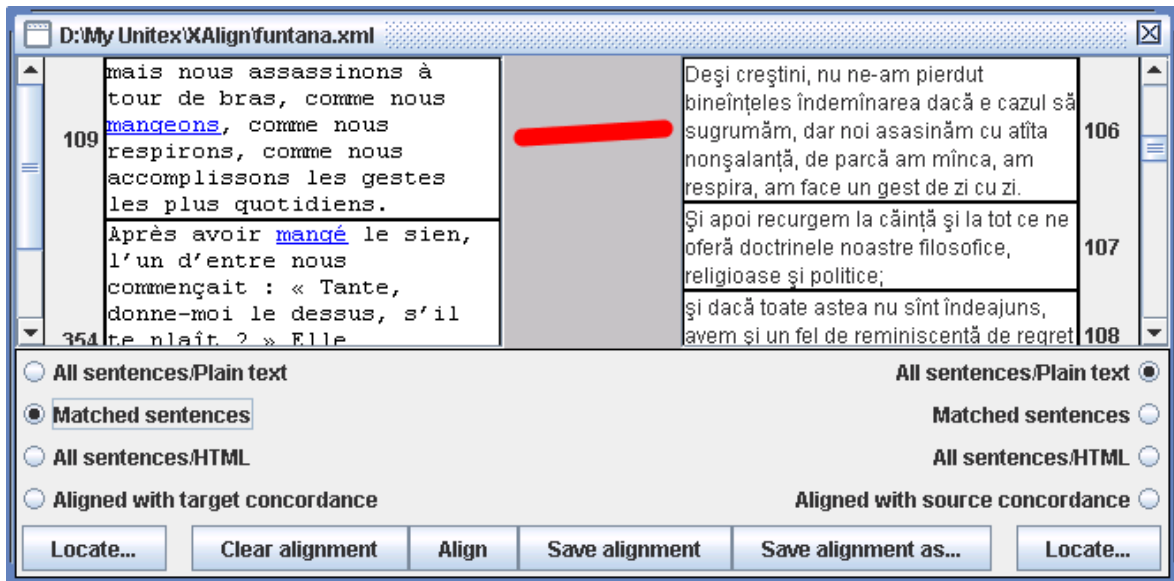 D:\My Unitex\XAlign\funtana.xml
mais nous assassinons à
tour de bras, comme nous
109
mangeons, comme nous
respirons, comme nous
accomplissons les gestes
les plus quotidiens.
Après avoir mangé le sien,
l'un d'entre nous
commençait : « Tante,
donne-moi le dessus, s'il
354
te plaît ? » Elle
Deşi creştini, nu ne-am pierdut
bineînţeles îndemînarea dacă e cazul să
sugrumăm, dar noi asasinăm cu atîta
106
nonşalanţă, de parcă am mînca, am
respira, am face un gest de zi cu zi.
Şi apoi recurgem la căinţă şi la tot ce ne
oferă doctrinele noastre filosofice,
107
religioase şi politice;
şi dacă toate astea nu sînt îndeajuns,
avem şi un fel de reminiscenţă de regret
108
All sentences/Plain text
Matched sentences
All sentences/HTML
Aligned with target concordance
All sentences/Plain text
Matched sentences
All sentences/HTML
Aligned with source concordance
Locate...
Clear alignment
Align
Save alignment
Save alignment as...
Locate...